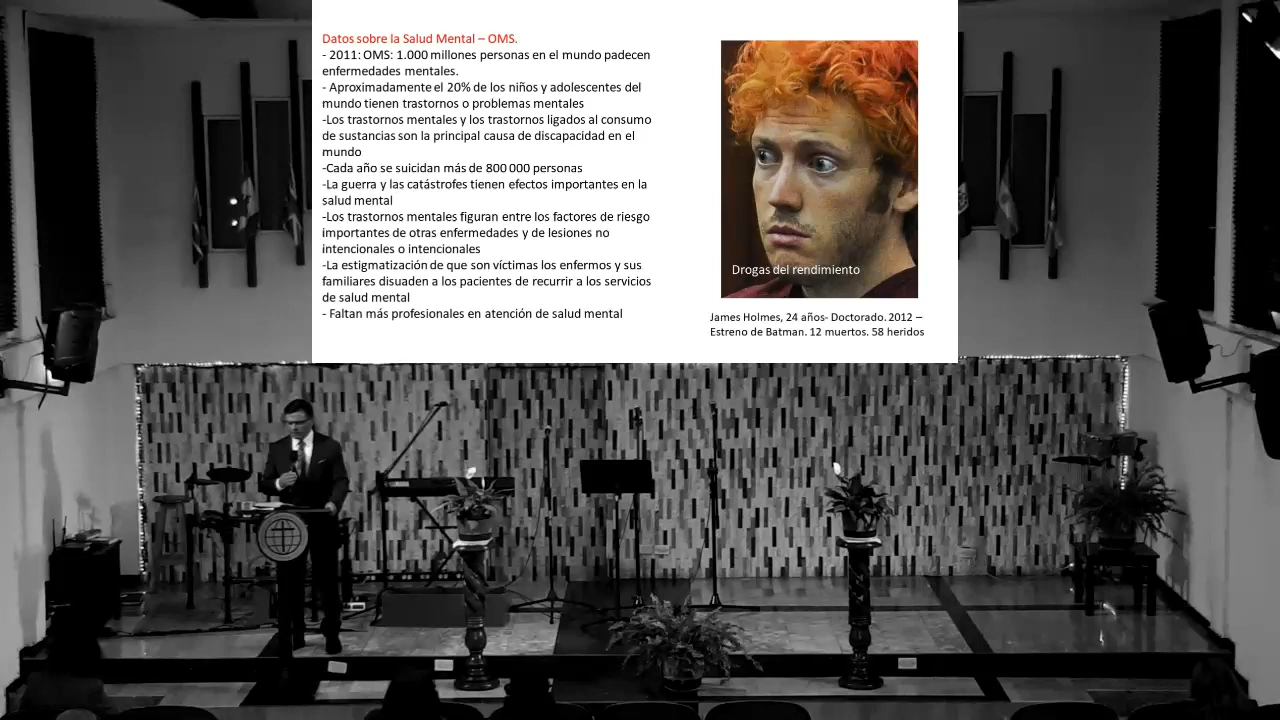 Datos sobre la Salud Mental – OMS.
- 2011: OMS: 1.000 millones personas en el mundo padecen
enfermedades mentales.
- Aproximadamente el 20% de los niños y adolescentes del
mundo tienen trastornos o problemas mentales
-Los trastornos mentales y los trastornos ligados al consumo
de sustancias son la principal causa de discapacidad en el
mundo
-Cada año se suicidan más de 800 000 personas
-La guerra y las catástrofes tienen efectos importantes en la
salud mental
-Los trastornos mentales figuran entre los factores de riesgo
importantes de otras enfermedades y de lesiones no
intencionales o intencionales
-La estigmatización de que son víctimas los enfermos y sus
familiares disuaden a los pacientes de recurrir a los servicios
de salud mental
- Faltan más profesionales en atención de salud mental
Drogas del rendimiento
James Holmes, 24 años- Doctorado. 2012 –
Estreno de Batman. 12 muertos. 58 heridos